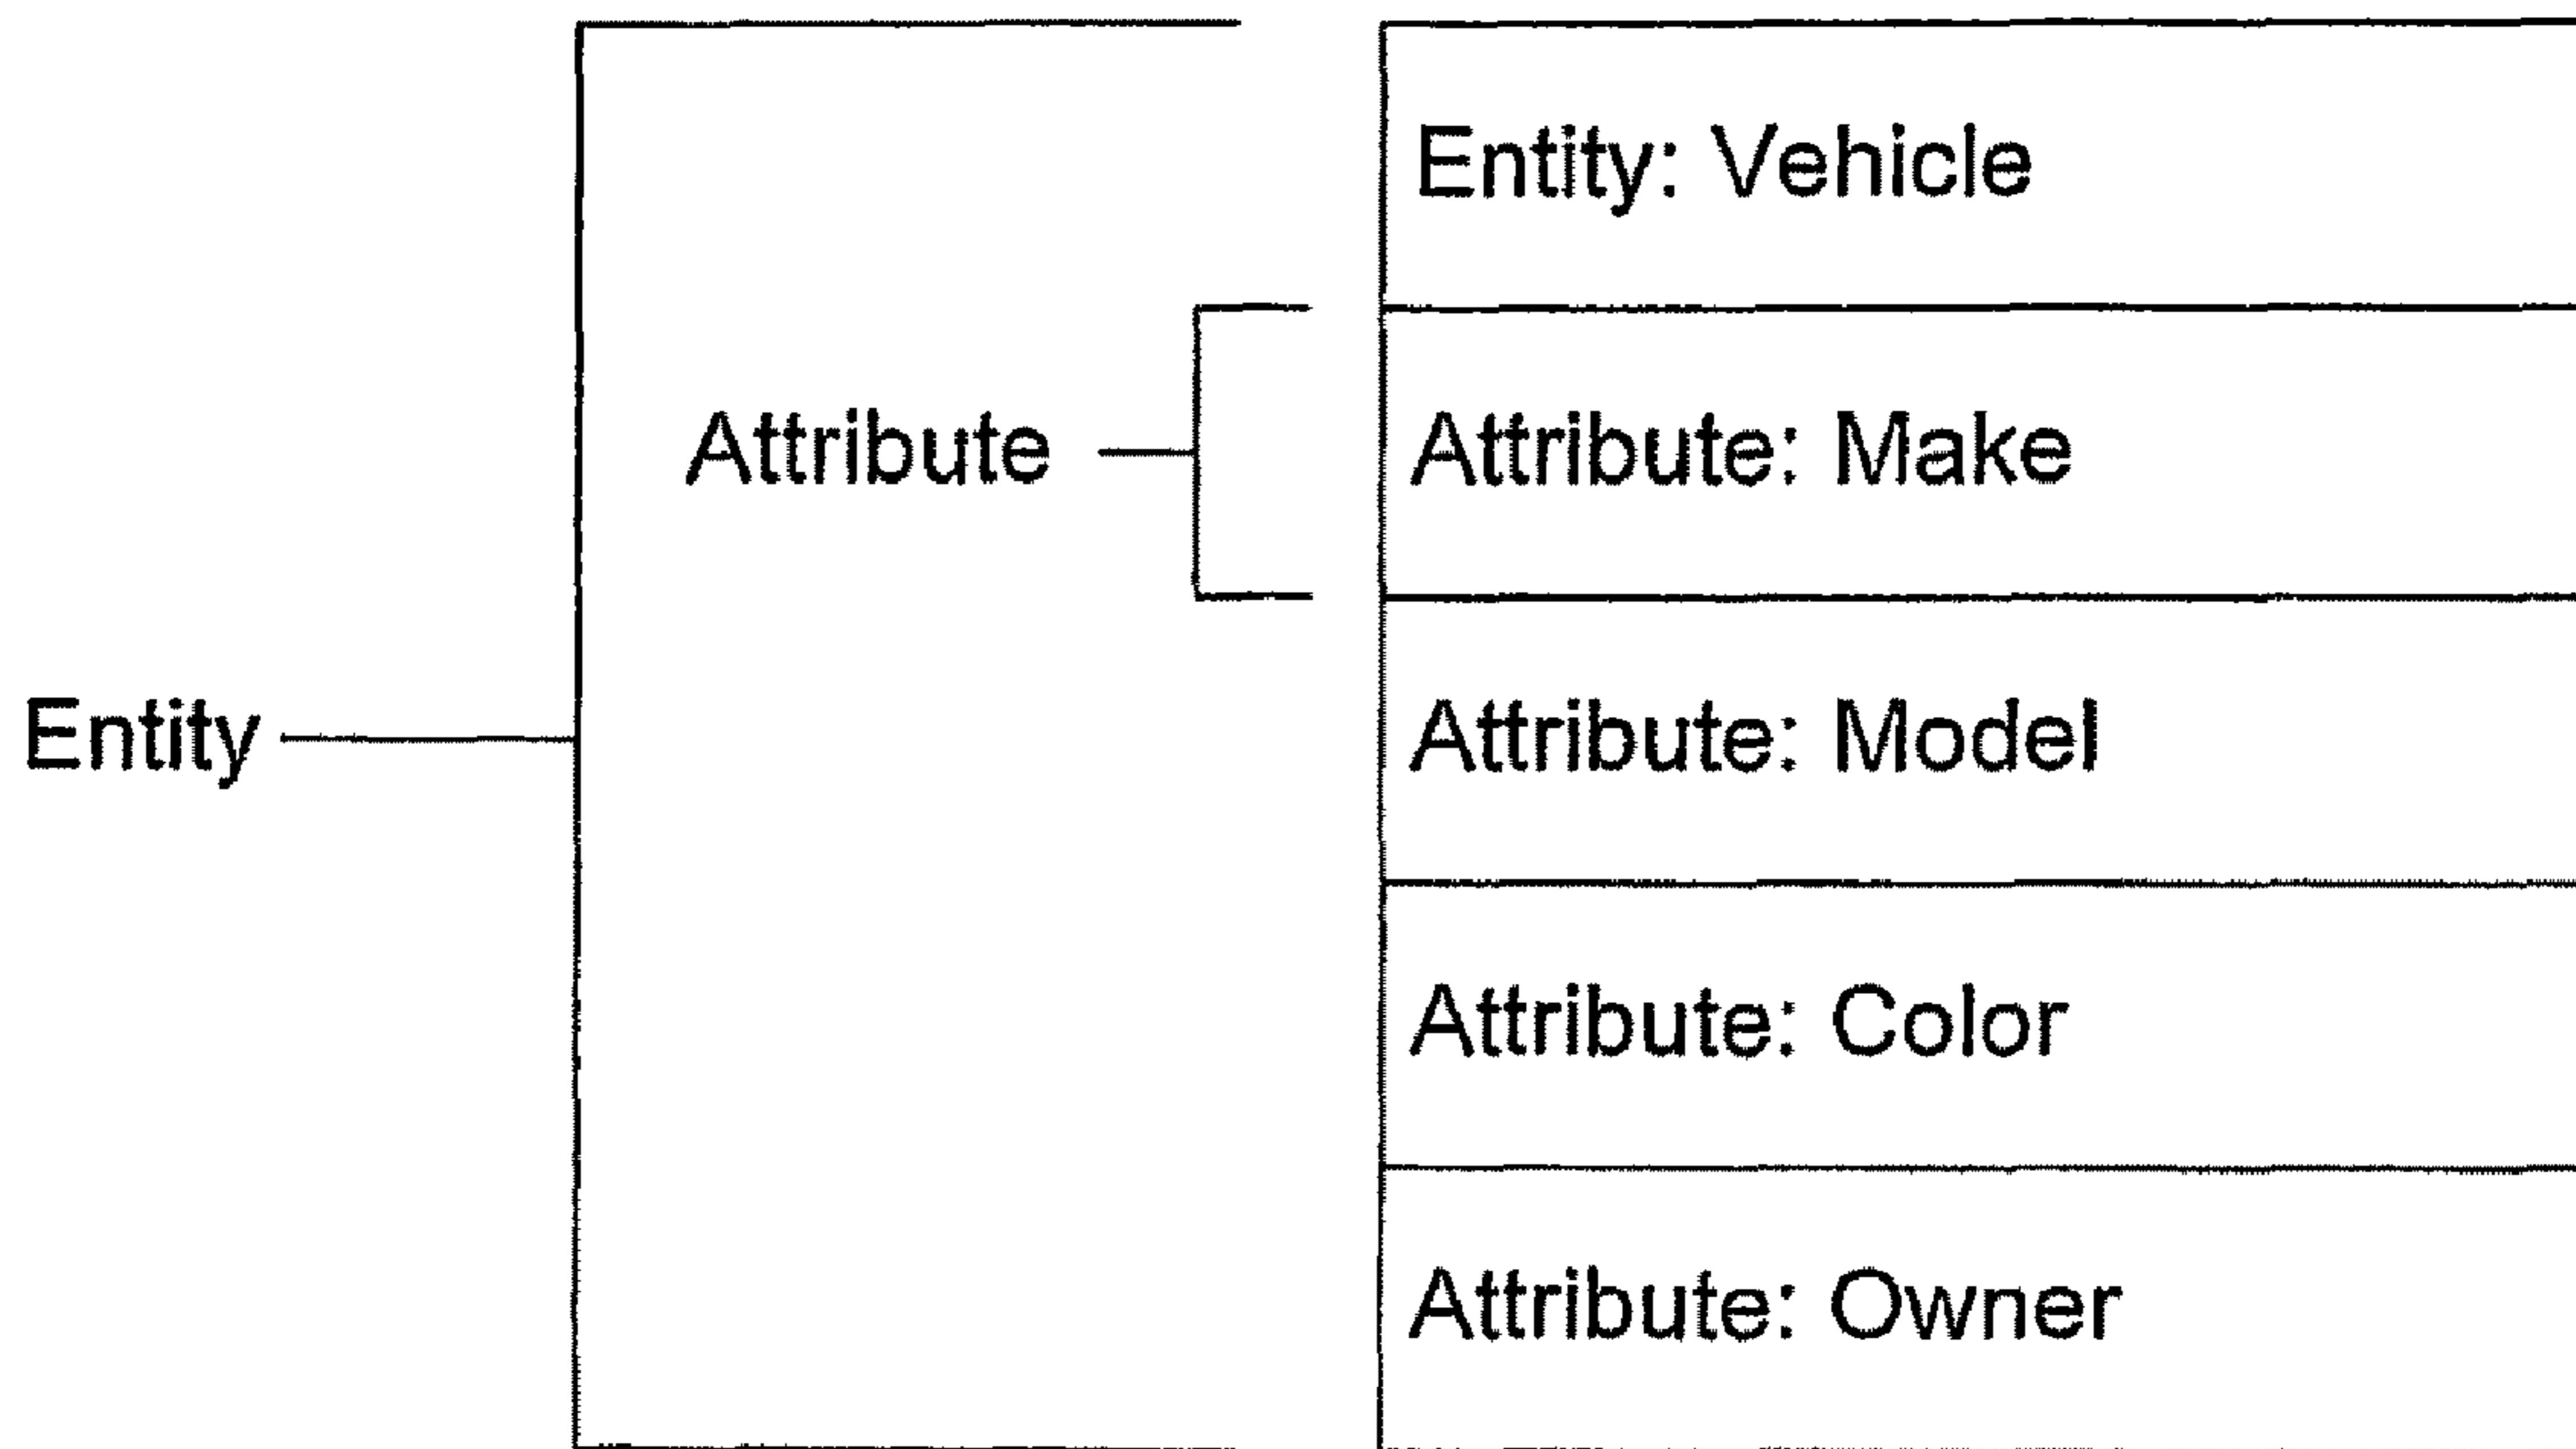 Entity: Vehicle
Attribute
Attribute: Make
Entity
Attribute: Model
Attribute: Color
Attribute: Owner